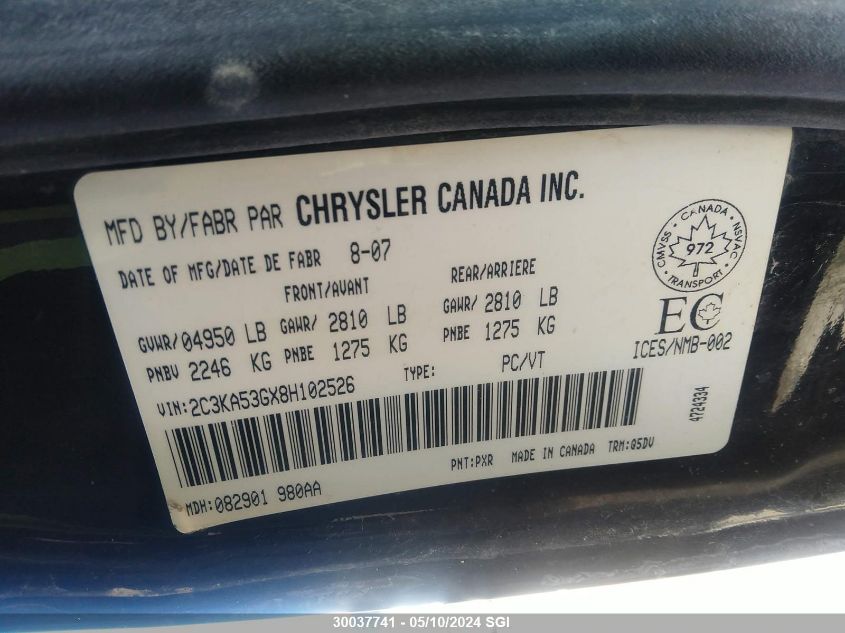 MFD BY/FABR PAR CHRYSLER CANADA INC.
DATE OF MFG/DATE DE FABR 8-07
FRONT/AVANT REAR/ARRIERE
GVWR/04950 LB GAWR/ 2810 LB GAWR/ 2810 LB
PNBV 2246 KG PNBE 1275 KG PNBE 1275 KG
VIN:2C3KA53GX8H102526 TYPE: PC/VT
CANADA
CMVSS 972 NSVAC
TRANSPORT
EC
ICES/NMB-002
4724334
PNT:PXR MADE IN CANADA TRM:Q5DV
MDH:082901 980AA
30037741 — 05/10/2024 SGI